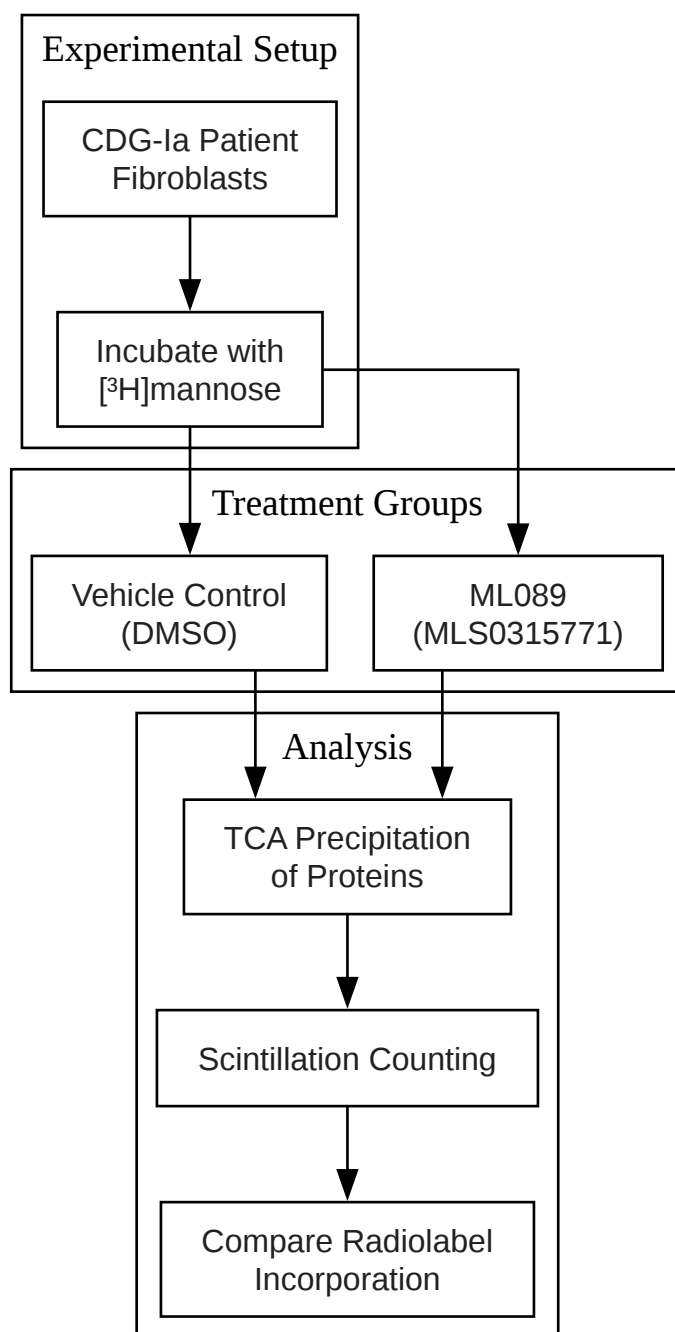 Experimental Setup
CDG-Ia Patient
Fibroblasts
Incubate with
[³H]mannose
Treatment Groups
Vehicle Control
(DMSO)
ML089
(MLS0315771)
Analysis
TCA Precipitation
of Proteins
Scintillation Counting
Compare Radiolabel
Incorporation